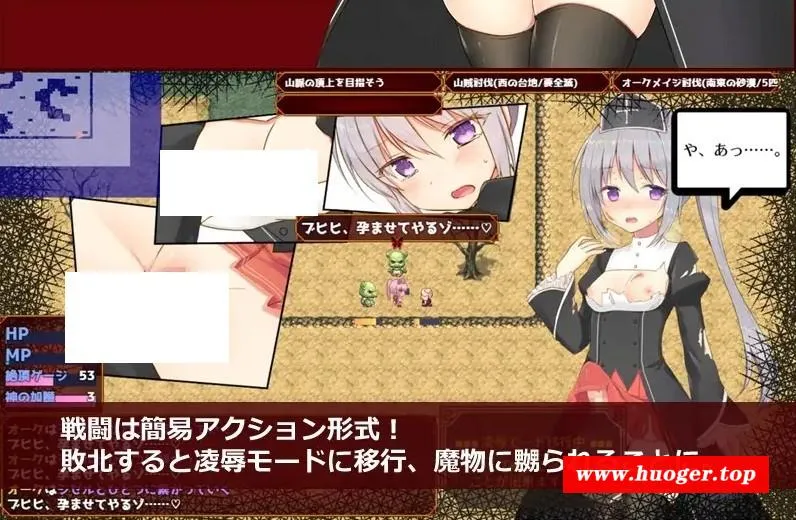 山脈の頂上を目指そう
山賊討伐(西の台地/要全滅)
オークメイジ討伐(南東の砂漠/5匹
や、あっ……。
ブヒヒ、孕ませてやるゾ……♡
HP
MP
絶頂ゲージ 53
神の加護 3
戦闘は簡易アクション形式！
敗北すると凌辱モードに移行、魔物に嬲られることに
www.huoger.top
ブヒヒ、孕ませてやるゾ……♡